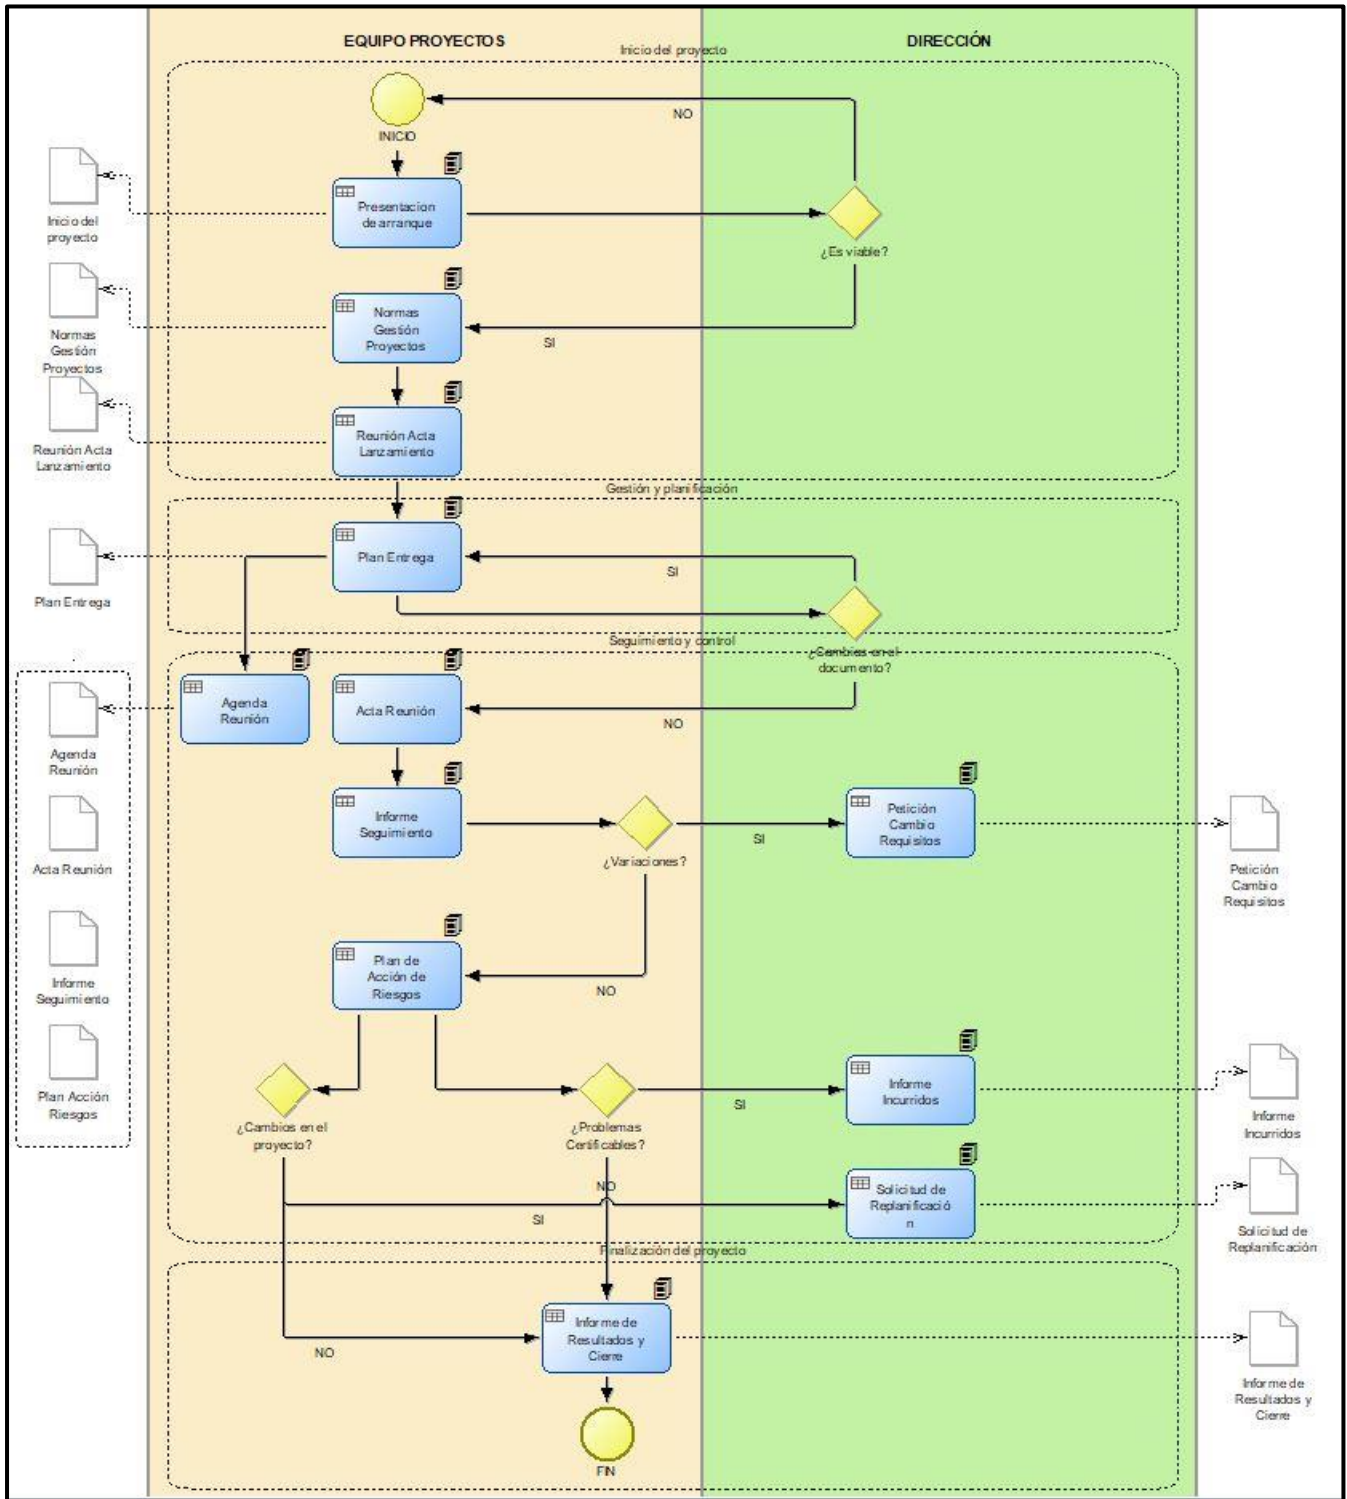 EQUIPO PROYECTOS
DIRECCIÓN
Inicio del proyecto
NO
INICIO
Presentacion
de arranque
Inicio del
proyecto
¿Es viable?
Normas
Gestión
Proyectos
SI
Normas
Gestión
Proyectos
Reunión Acta
Lanzamiento
Reunión Acta
Lanzamiento
Gestión y planificación
Plan Entrega
SI
Plan Entrega
Seguimiento y control
¿Cambios en el
documento?
Agenda
Reunión
Acta Reunión
NO
Agenda
Reunión
Informe
Seguimiento
¿Variaciones?
SI
Petición
Cambio
Requisitos
Acta Reunión
Petición
Cambio
Requisitos
Plan de
Acción de
Riesgos
NO
Informe
Seguimiento
Plan Acción
Riesgos
¿Cambios en el
proyecto?
¿Problemas
Certificables?
SI
Informe
Incurridos
Informe
Incurridos
NO
SI
Solicitud de
Replanificació
n
Solicitud de
Replanificación
Finalización del proyecto
NO
Informe de
Resultados y
Cierre
Informe de
Resultados y
Cierre
FIN